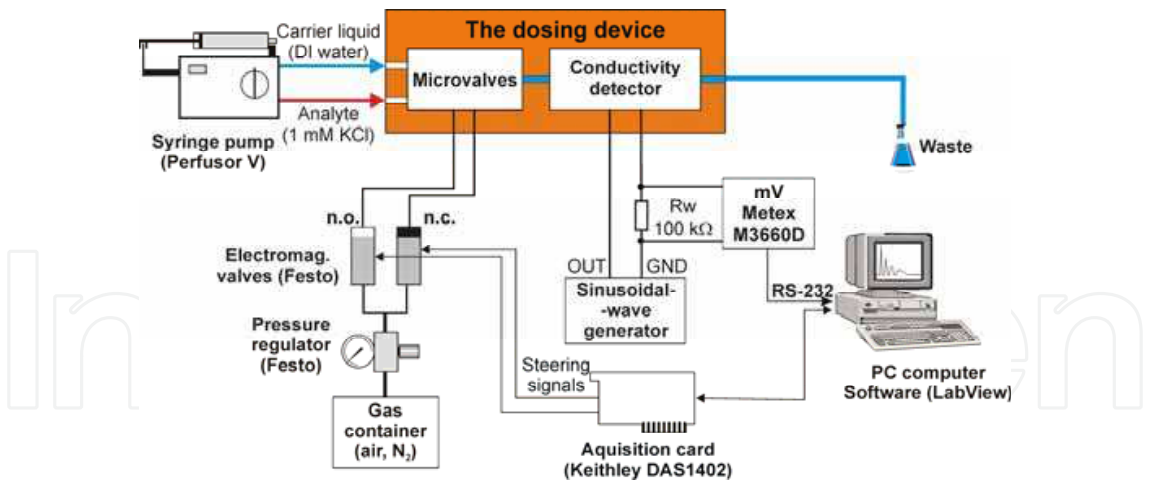 Carrier liquid
(DI water)
Analyte
(1 mM KCl)
Syringe pump
(Perfusor V)
The dosing device
Microvalves
Conductivity
detector
Waste
n.o.
n.c.
Electromag.
valves (Festo)
Rw
100 kΩ
mV
Metex
M3660D
OUT
GND
Sinusoidal-
-wave
generator
RS-232
Pressure
regulator
(Festo)
Steering
signals
PC computer
Software (LabView)
Gas
container
(air, N₂)
Aquisition card
(Keithley DAS1402)